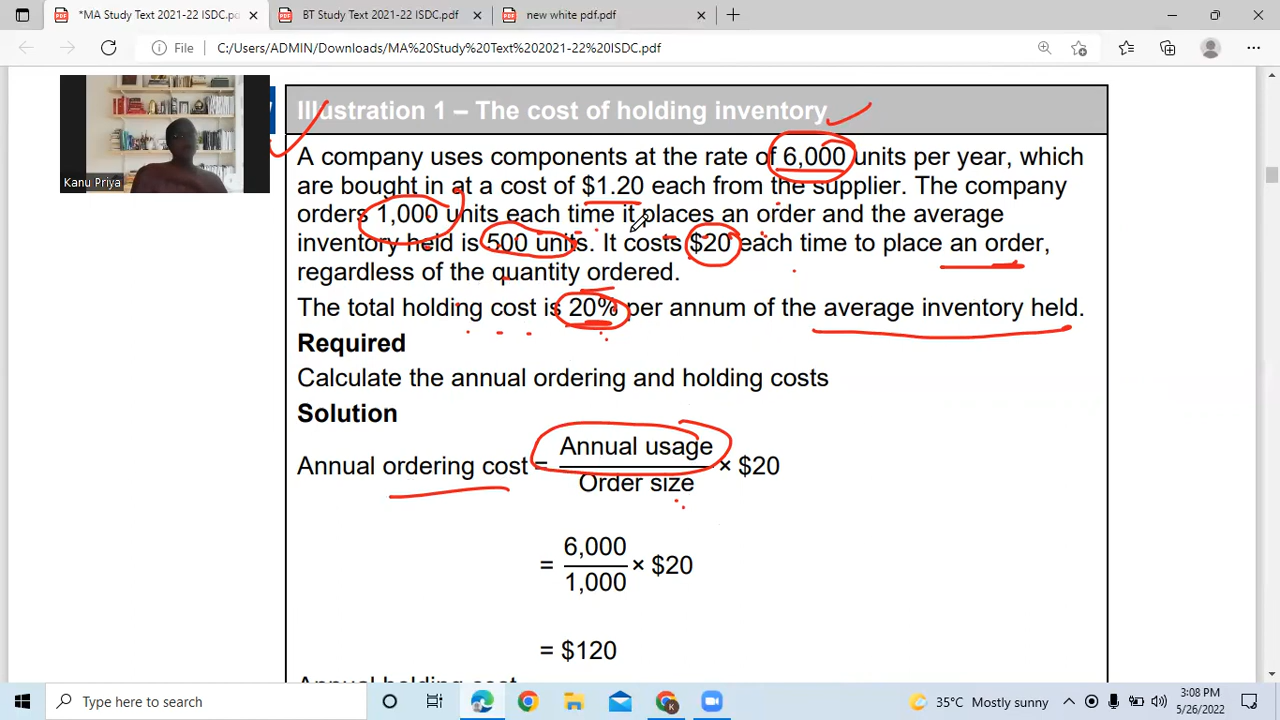 *MA Study Text 2021-22 ISDC.pd
BT Study Text 2021-22 ISDC.pdf
new white pdf.pdf
File
C:/Users/ADMIN/Downloads/MA%20Study%20Text%202021-22%20ISDC.pdf
Kanu Priya
Illustration 1 – The cost of holding inventory
A company uses components at the rate of 6,000 units per year, which
are bought in at a cost of $1.20 each from the supplier. The company
orders 1,000 units each time it places an order and the average
inventory held is 500 units. It costs $20 each time to place an order,
regardless of the quantity ordered.
The total holding cost is 20% per annum of the average inventory held.
Required
Calculate the annual ordering and holding costs
Solution
Annual usage
Annual ordering cost = × $20
Order size
6,000
= × $20
1,000
= $120
Annual holding cost
Type here to search
35°C Mostly sunny
3:08 PM
5/26/2022